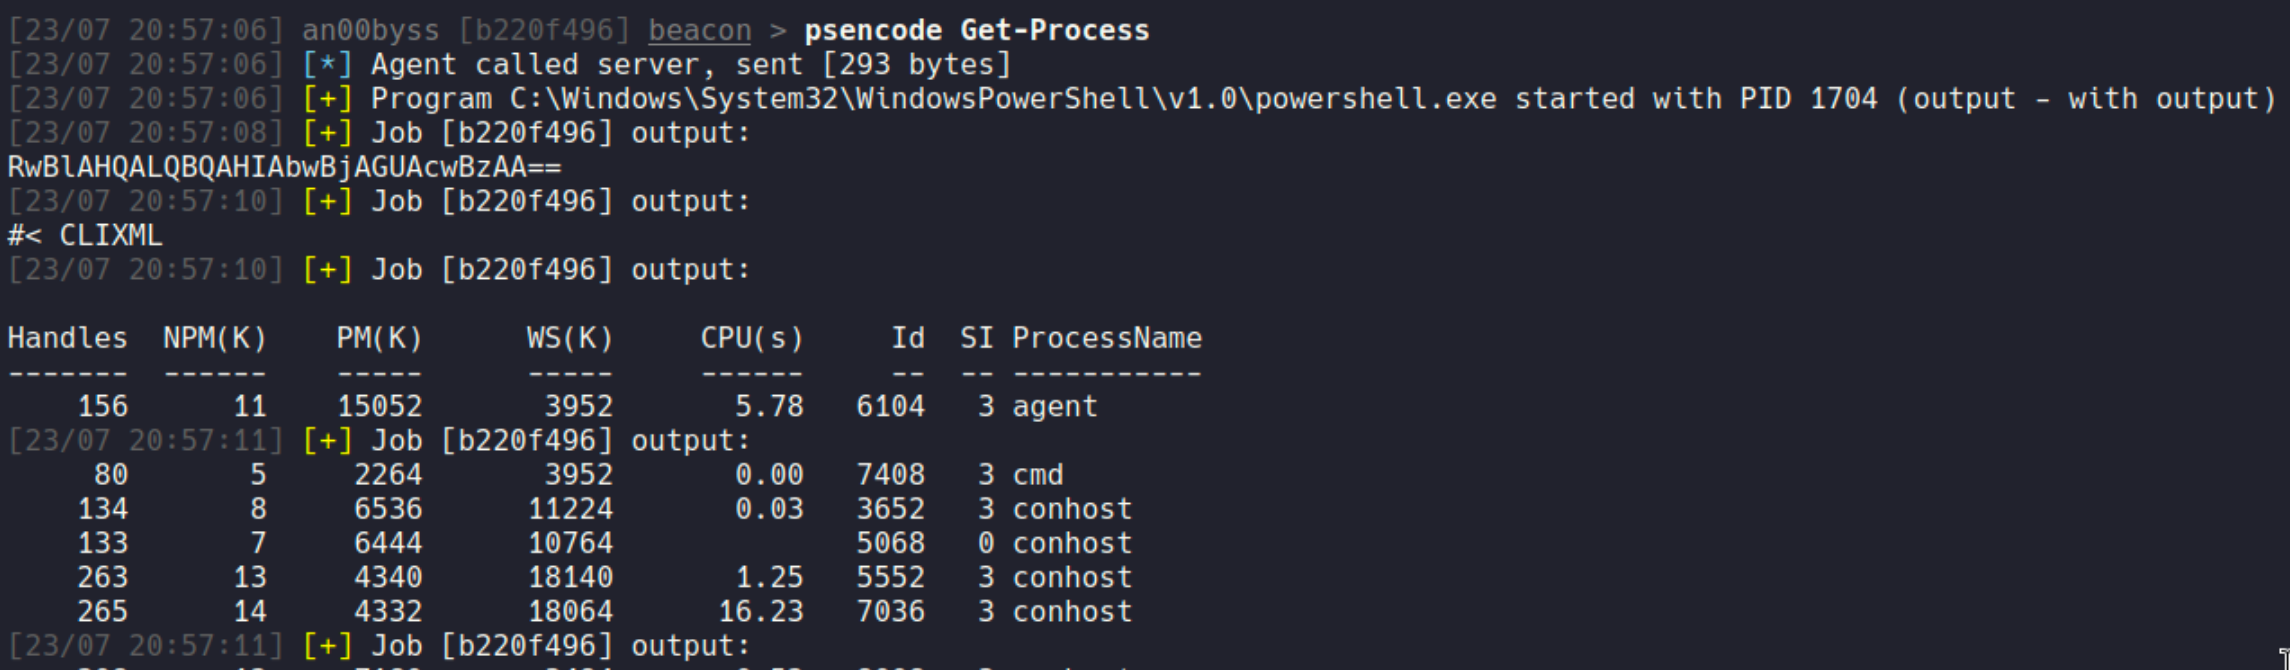 [23/07 20:57:06] an00byss [b220f496] beacon > psencode Get-Process
[23/07 20:57:06] [*] Agent called server, sent [293 bytes]
[23/07 20:57:06] [+] Program C:\Windows\System32\WindowsPowerShell\v1.0\powershell.exe started with PID 1704 (output - with output)
[23/07 20:57:08] [+] Job [b220f496] output:
RwBlAHQALQBQAHIAbwBjAGUAcwBzAA==
[23/07 20:57:10] [+] Job [b220f496] output:
#< CLIXML
[23/07 20:57:10] [+] Job [b220f496] output:
Handles  NPM(K)    PM(K)      WS(K)     CPU(s)     Id  SI ProcessName
-------  ------    -----      -----     ------     --  -- -----------
    156      11    15052       3952       5.78   6104   3 agent
[23/07 20:57:11] [+] Job [b220f496] output:
     80       5     2264       3952       0.00   7408   3 cmd
    134       8     6536      11224       0.03   3652   3 conhost
    133       7     6444      10764              5068   0 conhost
    263      13     4340      18140       1.25   5552   3 conhost
    265      14     4332      18064      16.23   7036   3 conhost
[23/07 20:57:11] [+] Job [b220f496] output: